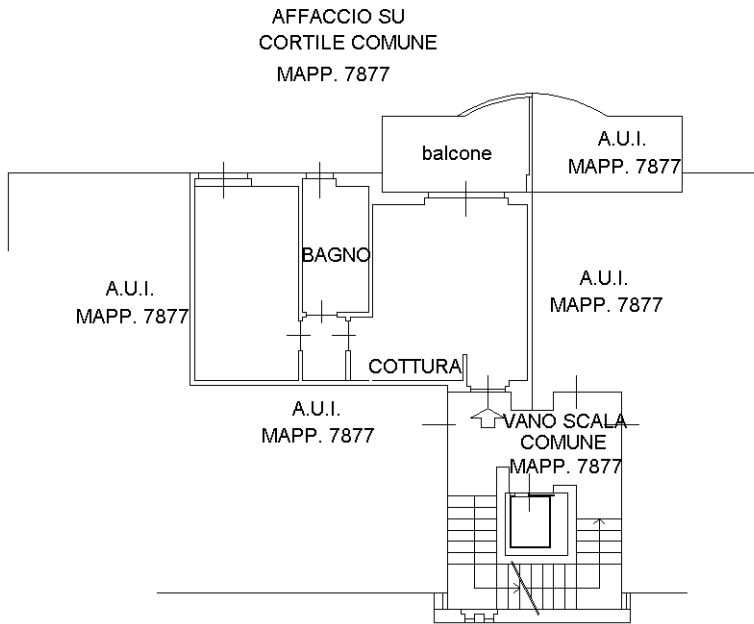 AFFACCIO SU
CORTILE COMUNE
MAPP. 7877
balcone
A.U.I.
MAPP. 7877
BAGNO
A.U.I.
MAPP. 7877
A.U.I.
MAPP. 7877
COTTURA
A.U.I.
MAPP. 7877
VANO SCALA
COMUNE
MAPP. 7877